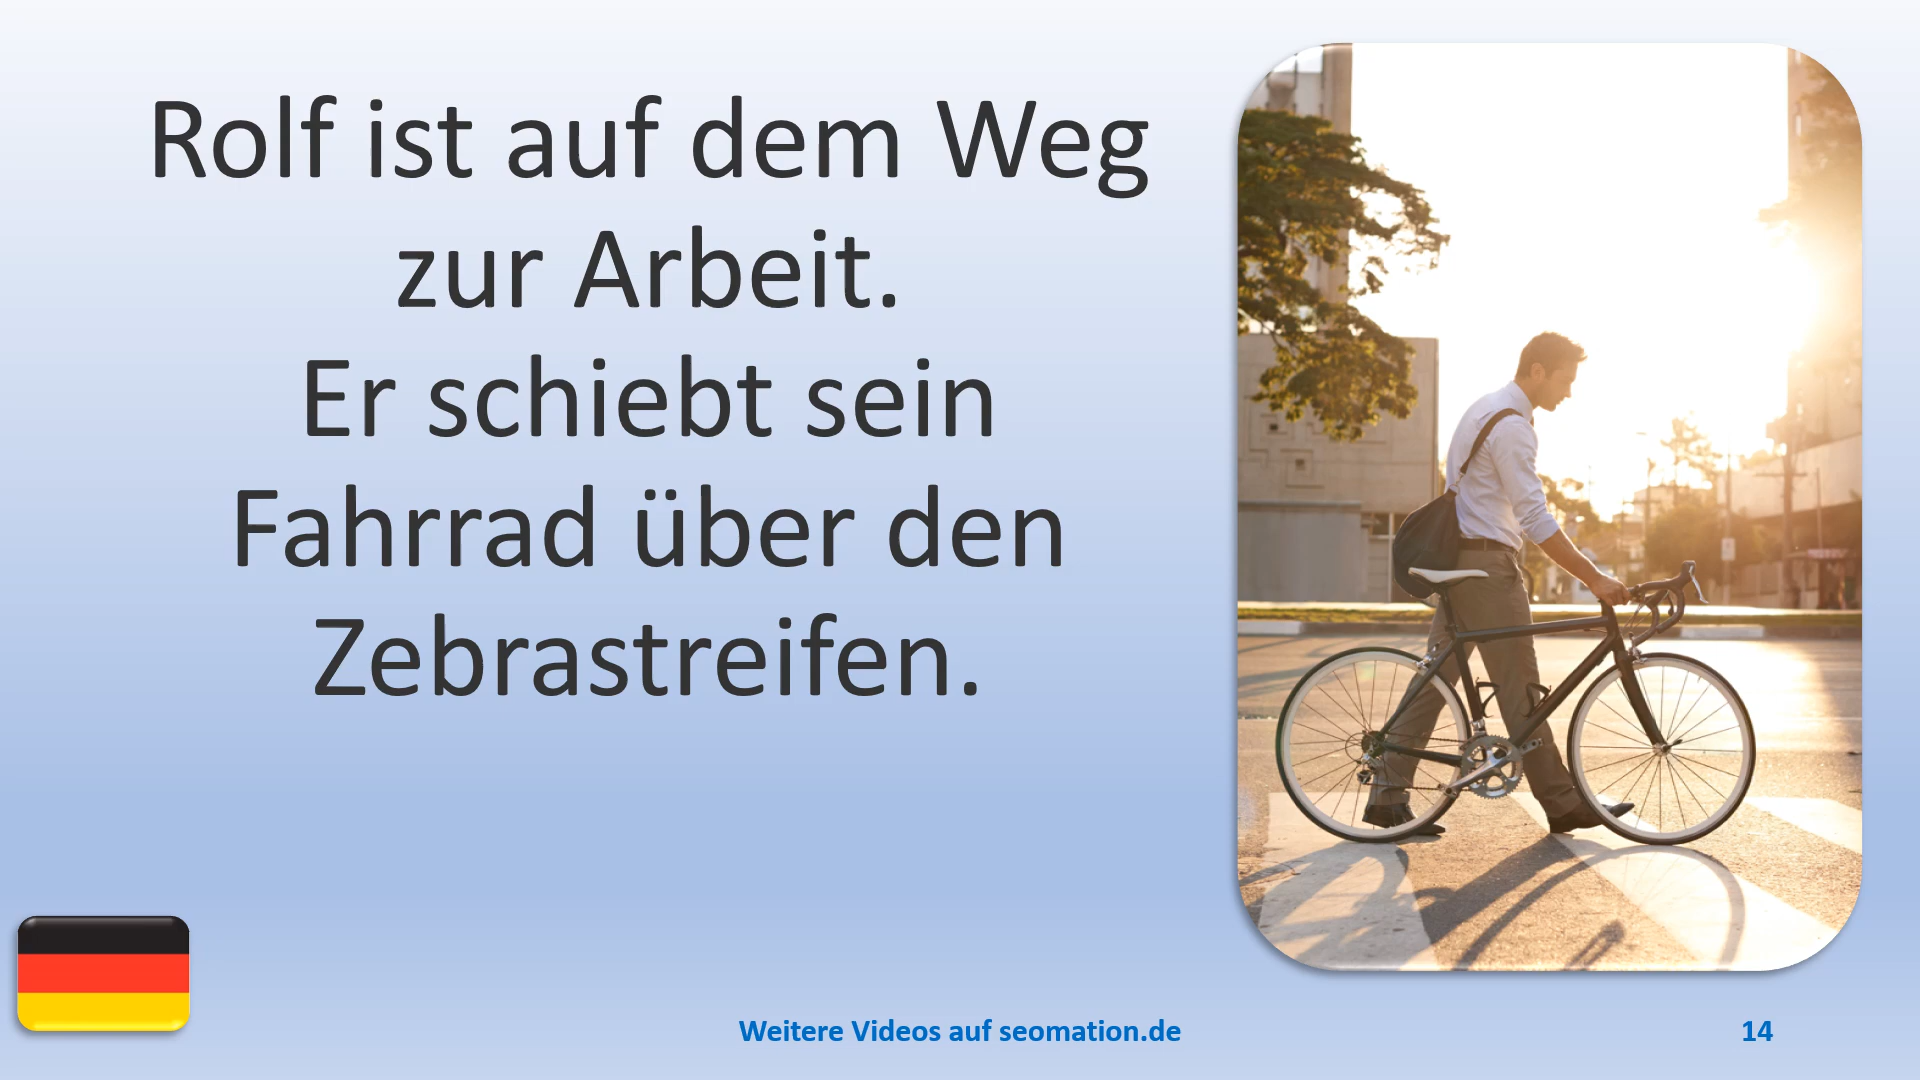 Rolf ist auf dem Weg
zur Arbeit.
Er schiebt sein
Fahrrad über den
Zebrastreifen.
Weitere Videos auf seomation.de
14